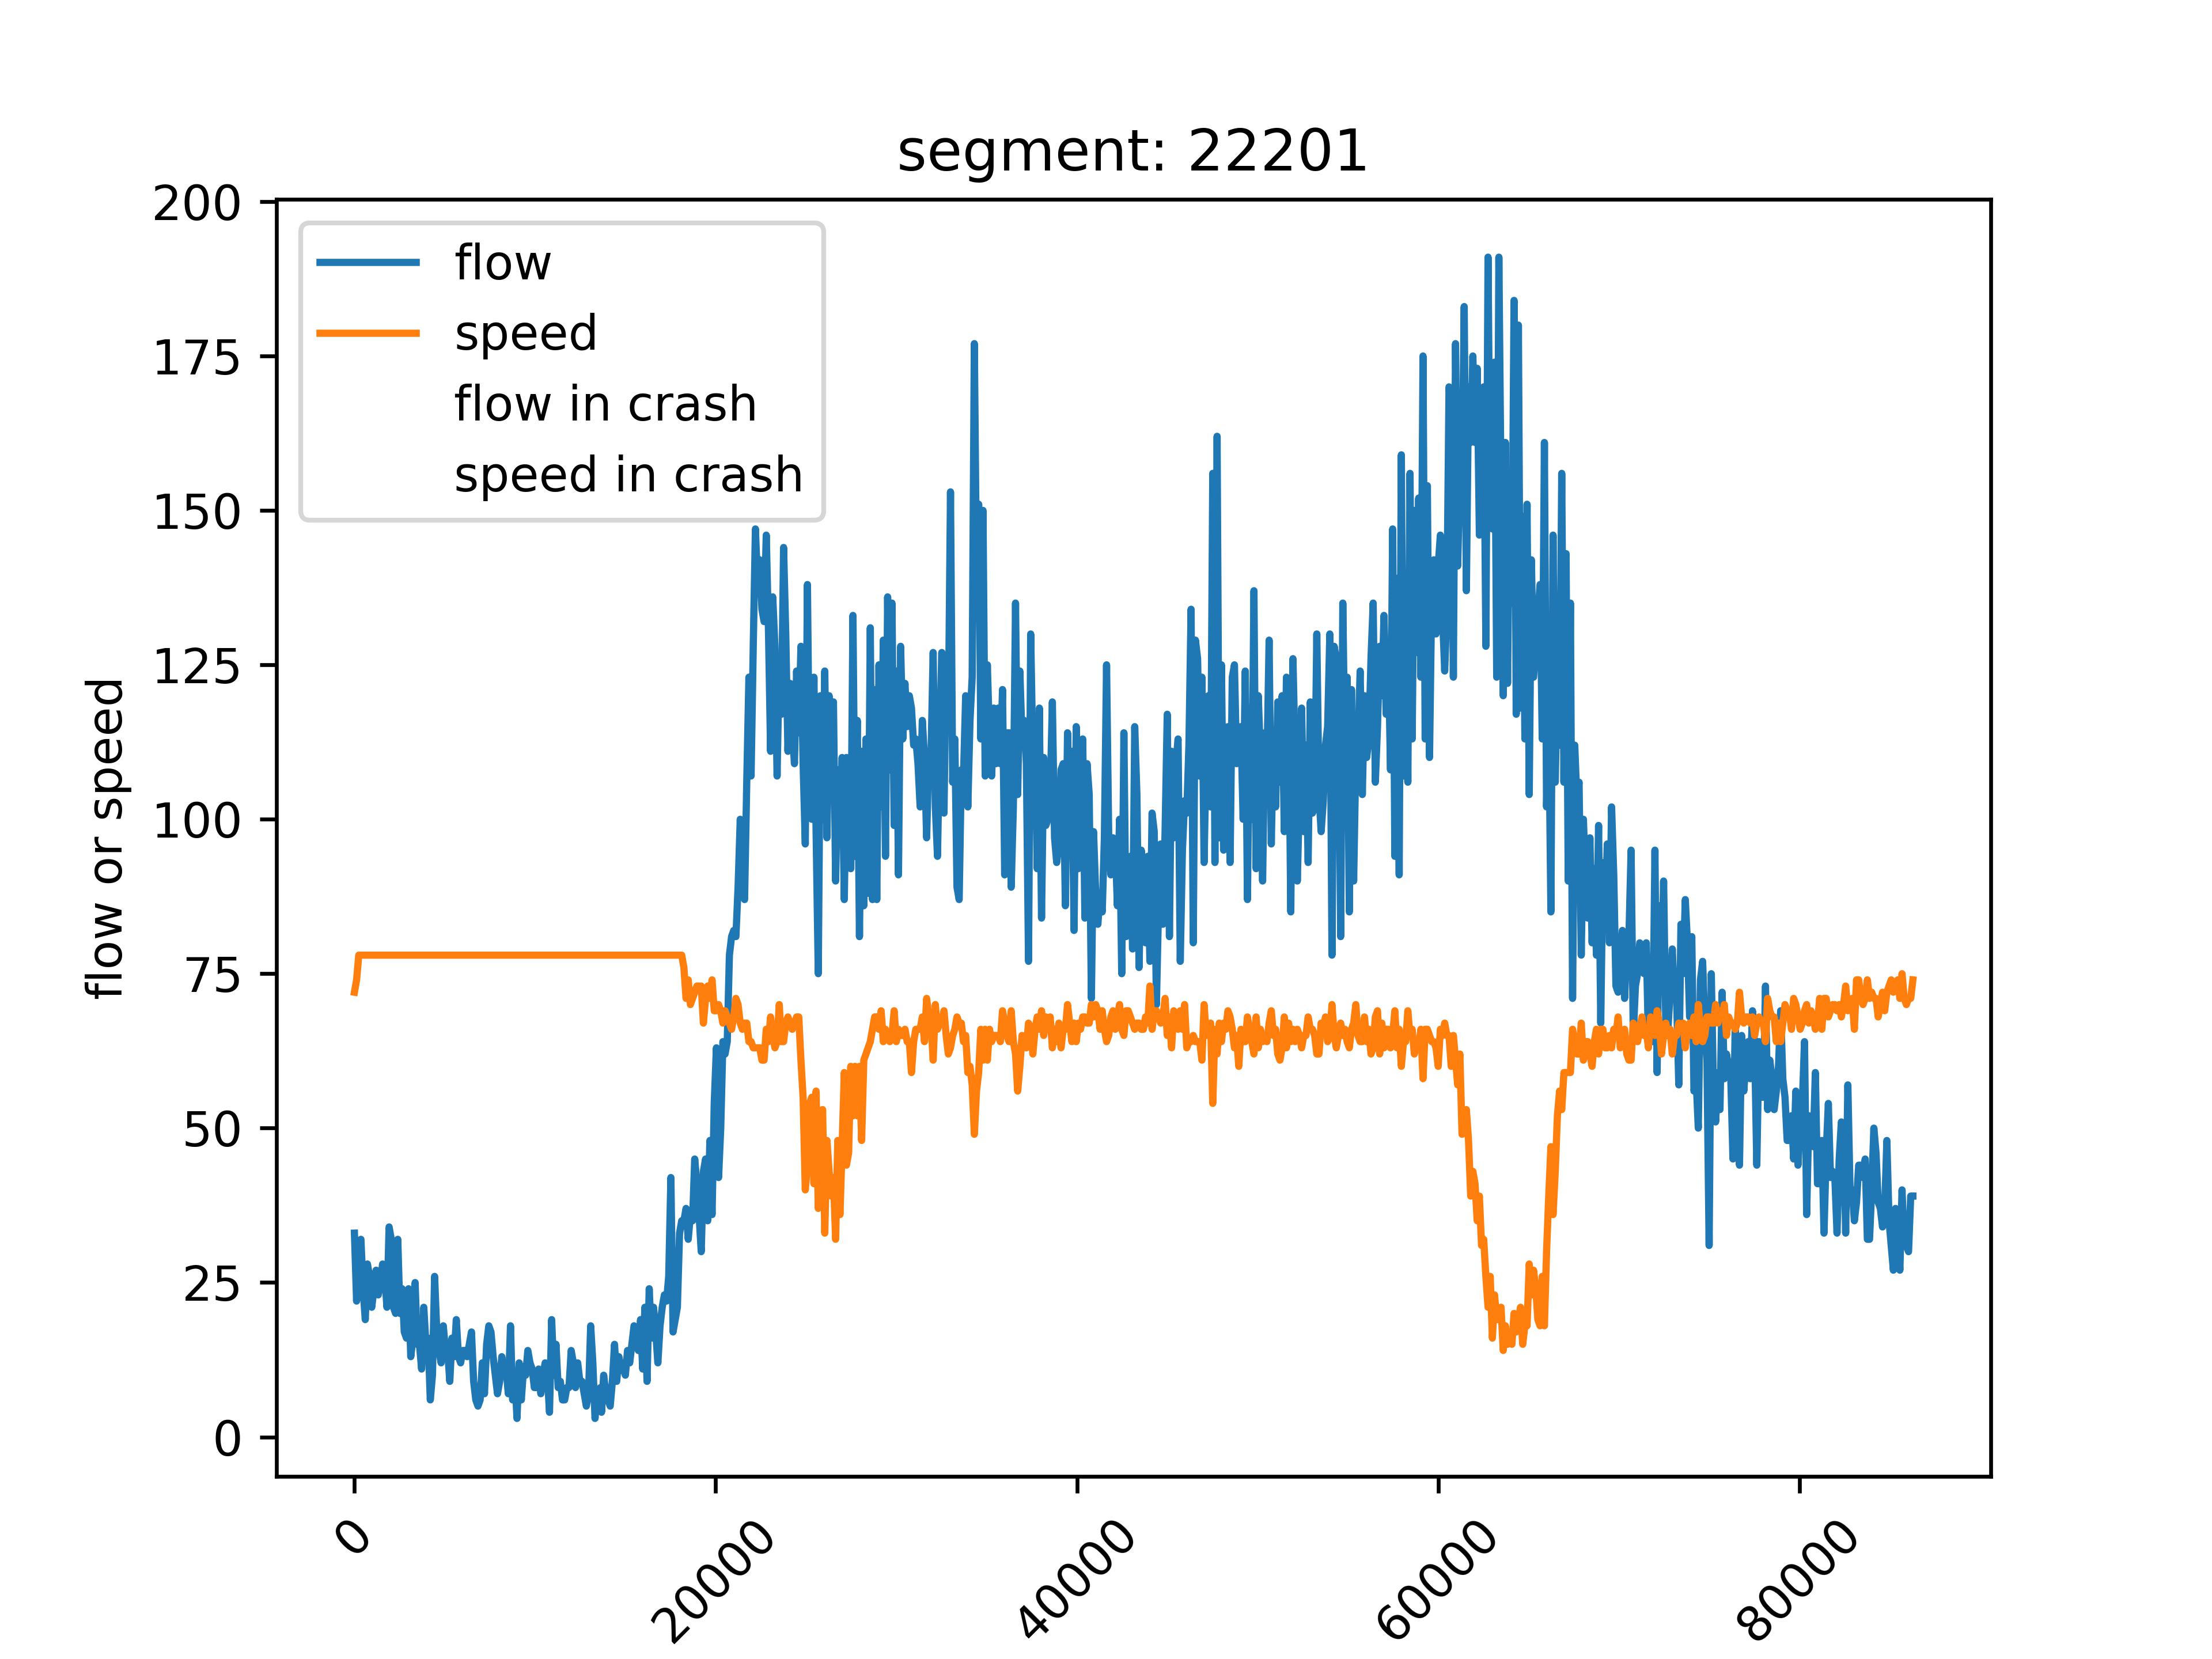 segment: 22201
flow
speed
flow in crash
speed in crash
flow or speed
200
175
150
125
100
75
50
25
0
0
20000
40000
60000
80000